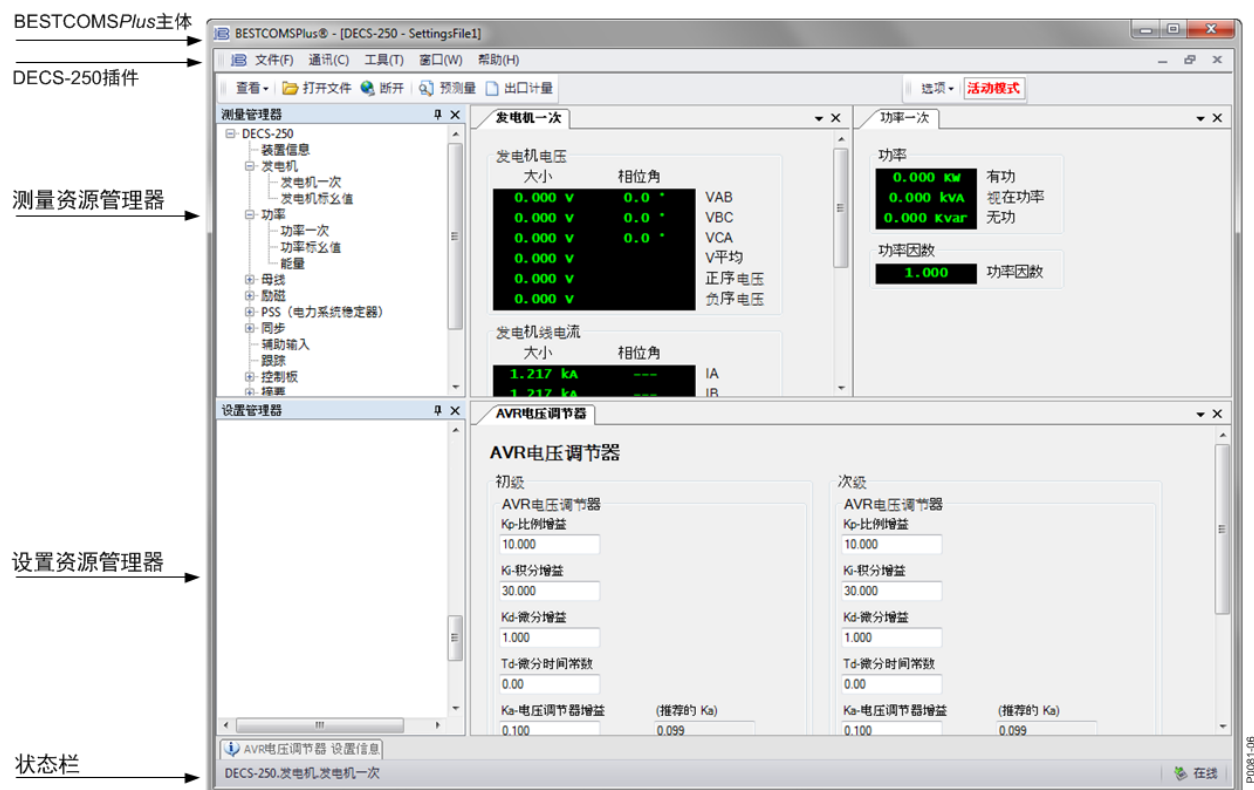 BESTCOMSPlus主体
DECS-250插件
测量资源管理器
设置资源管理器
状态栏
BESTCOMSPlus® - [DECS-250 - SettingsFile1]
文件(F) 通讯(C) 工具(T) 窗口(W) 帮助(H)
查看 打开文件 断开 预测量 出口计量 选项 活动模式
测量管理器
DECS-250
装置信息
发电机
发电机一次
发电机标幺值
功率
功率一次
功率标幺值
能量
母线
励磁
PSS（电力系统稳定器）
同步
辅助输入
跟踪
控制板
摘要
发电机一次
发电机电压
大小 相位角
0.000 V 0.0 ° VAB
0.000 V 0.0 ° VBC
0.000 V 0.0 ° VCA
0.000 V V平均
0.000 V 正序电压
0.000 V 负序电压
发电机线电流
大小 相位角
1.217 kA --- IA
1.217 kA --- IB
功率一次
功率
0.000 KW 有功
0.000 kVA 视在功率
0.000 Kvar 无功
功率因数
1.000 功率因数
设置管理器
AVR电压调节器
AVR电压调节器
初级
AVR电压调节器
Kp-比例增益
10.000
Ki-积分增益
30.000
Kd-微分增益
1.000
Td-微分时间常数
0.00
Ka-电压调节器增益 (推荐的 Ka)
0.100 0.099
次级
AVR电压调节器
Kp-比例增益
10.000
Ki-积分增益
30.000
Kd-微分增益
1.000
Td-微分时间常数
0.00
Ka-电压调节器增益 (推荐的 Ka)
0.100 0.099
AVR电压调节器 设置信息
DECS-250.发电机.发电机一次
在线
P0081-06